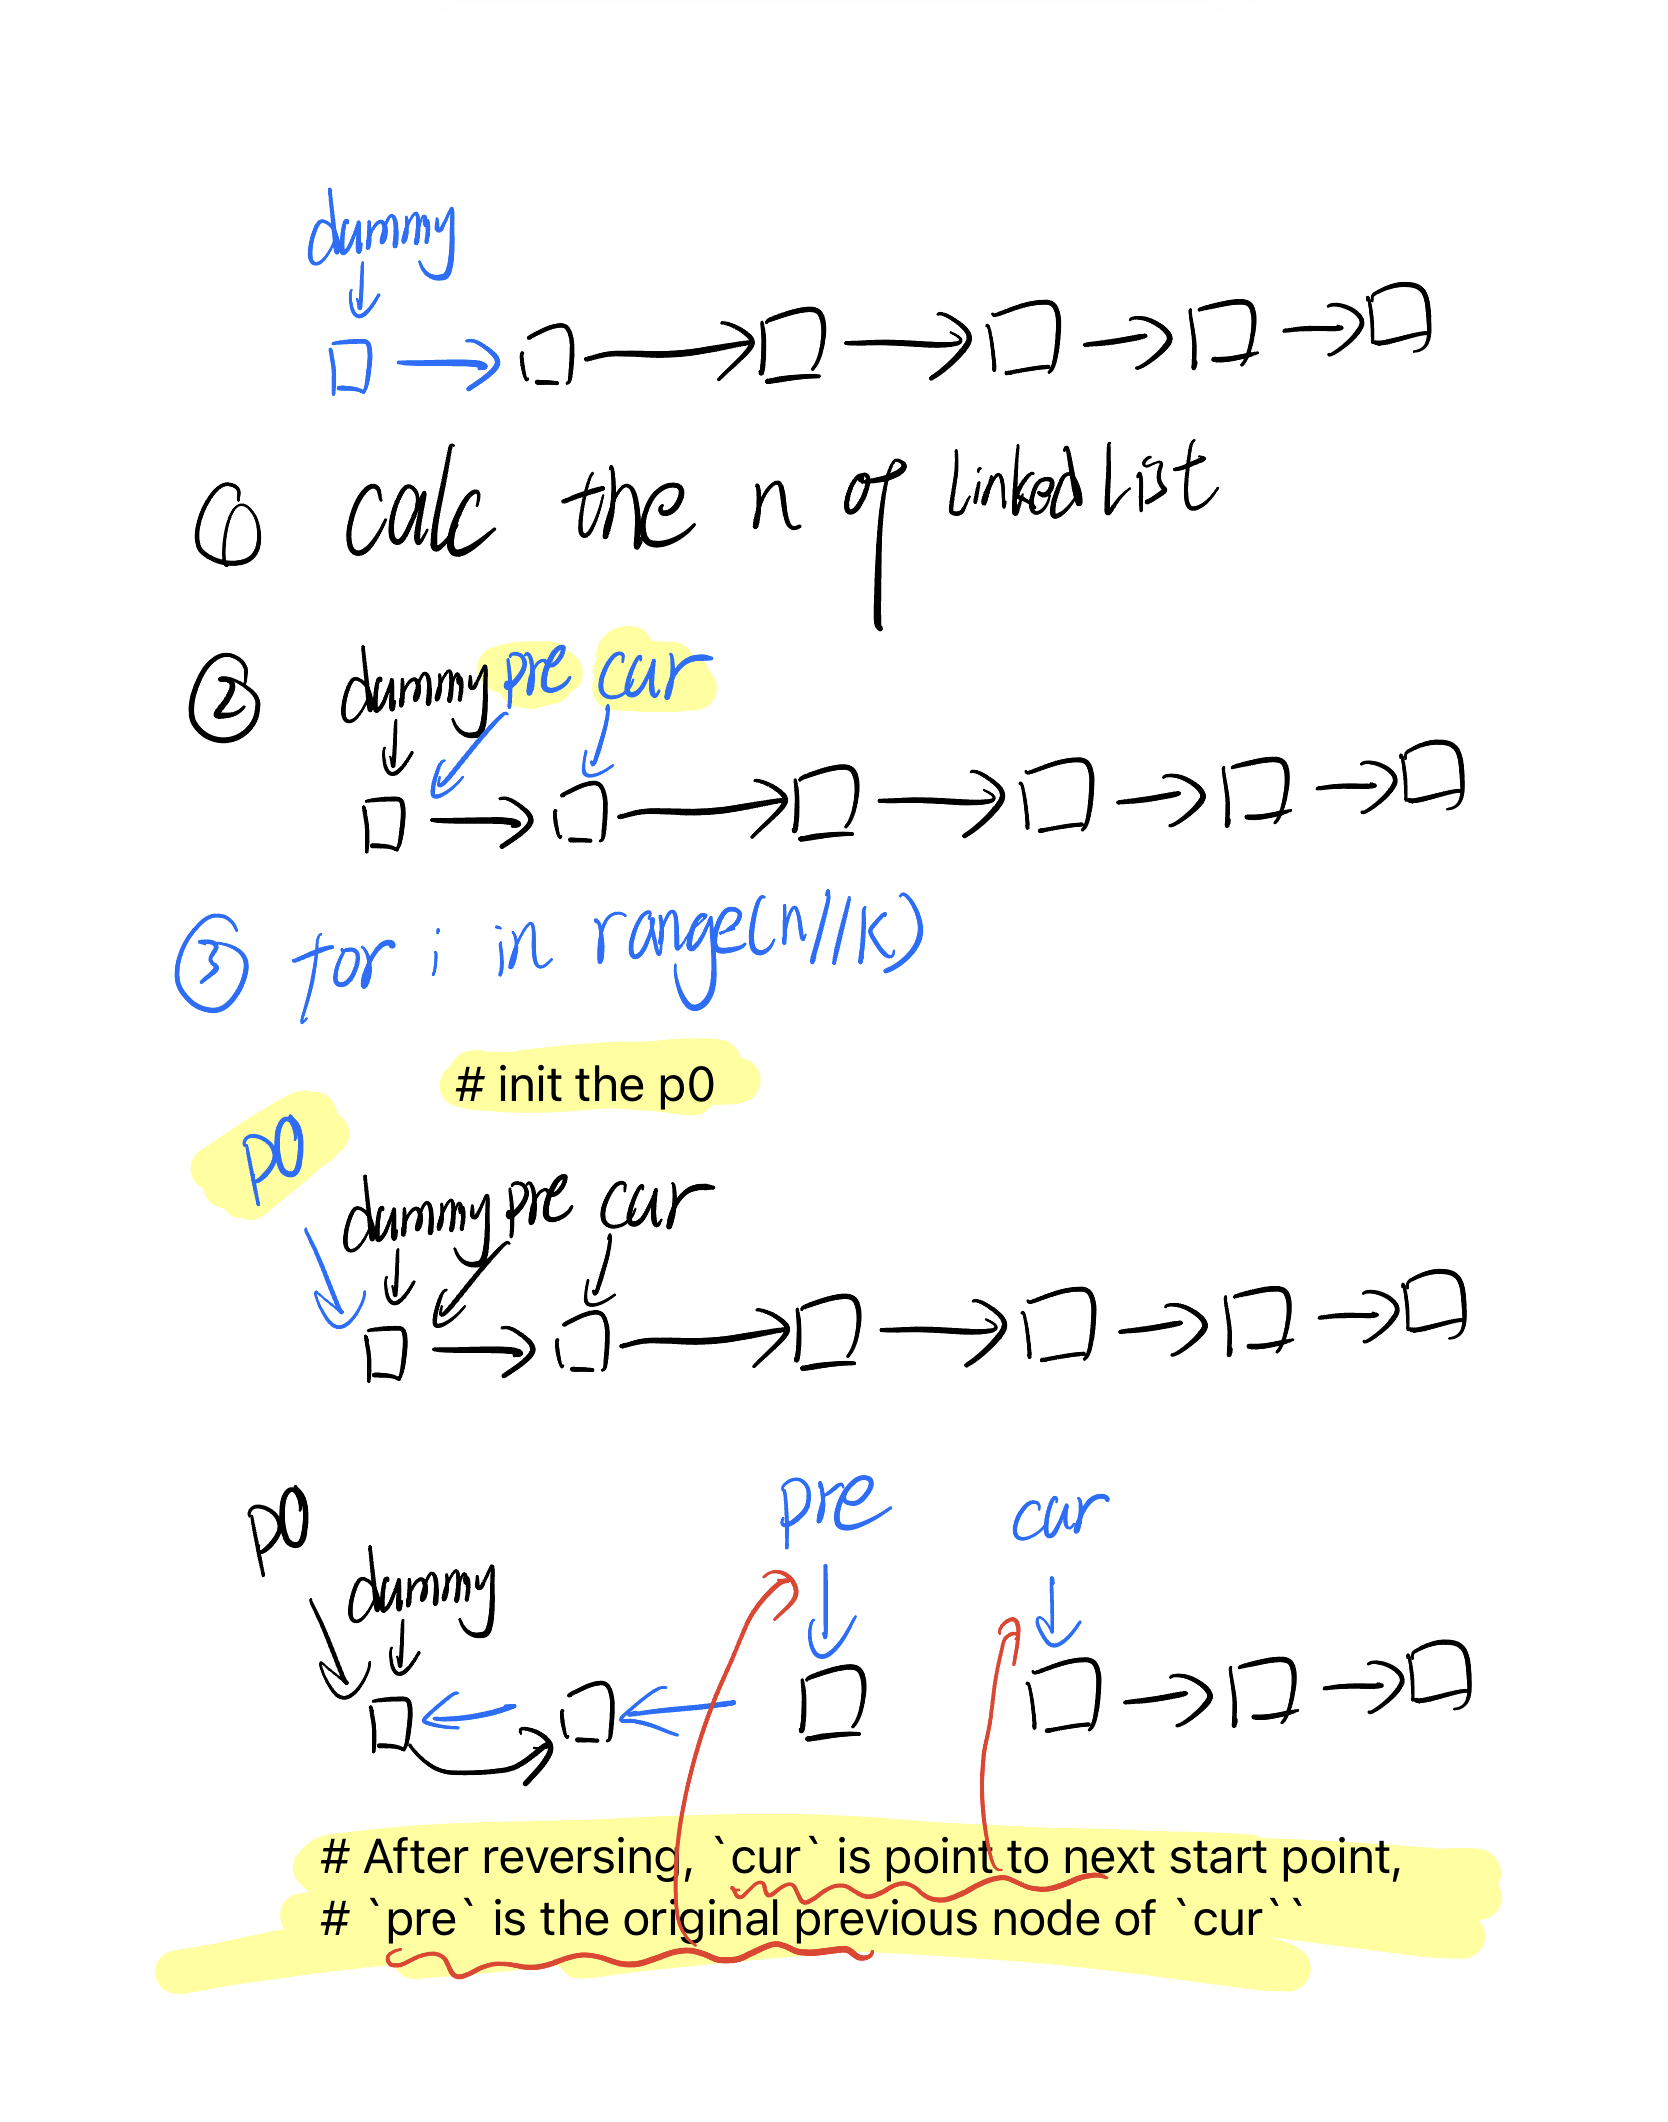 dummy
① calc the n of Linked List
② dummy pre cur
③ for i in range(n//k)
# init the p0
p0
dummy pre cur
pre cur
p0
dummy
# After reversing, `cur` is point to next start point,
# `pre` is the original previous node of `cur``